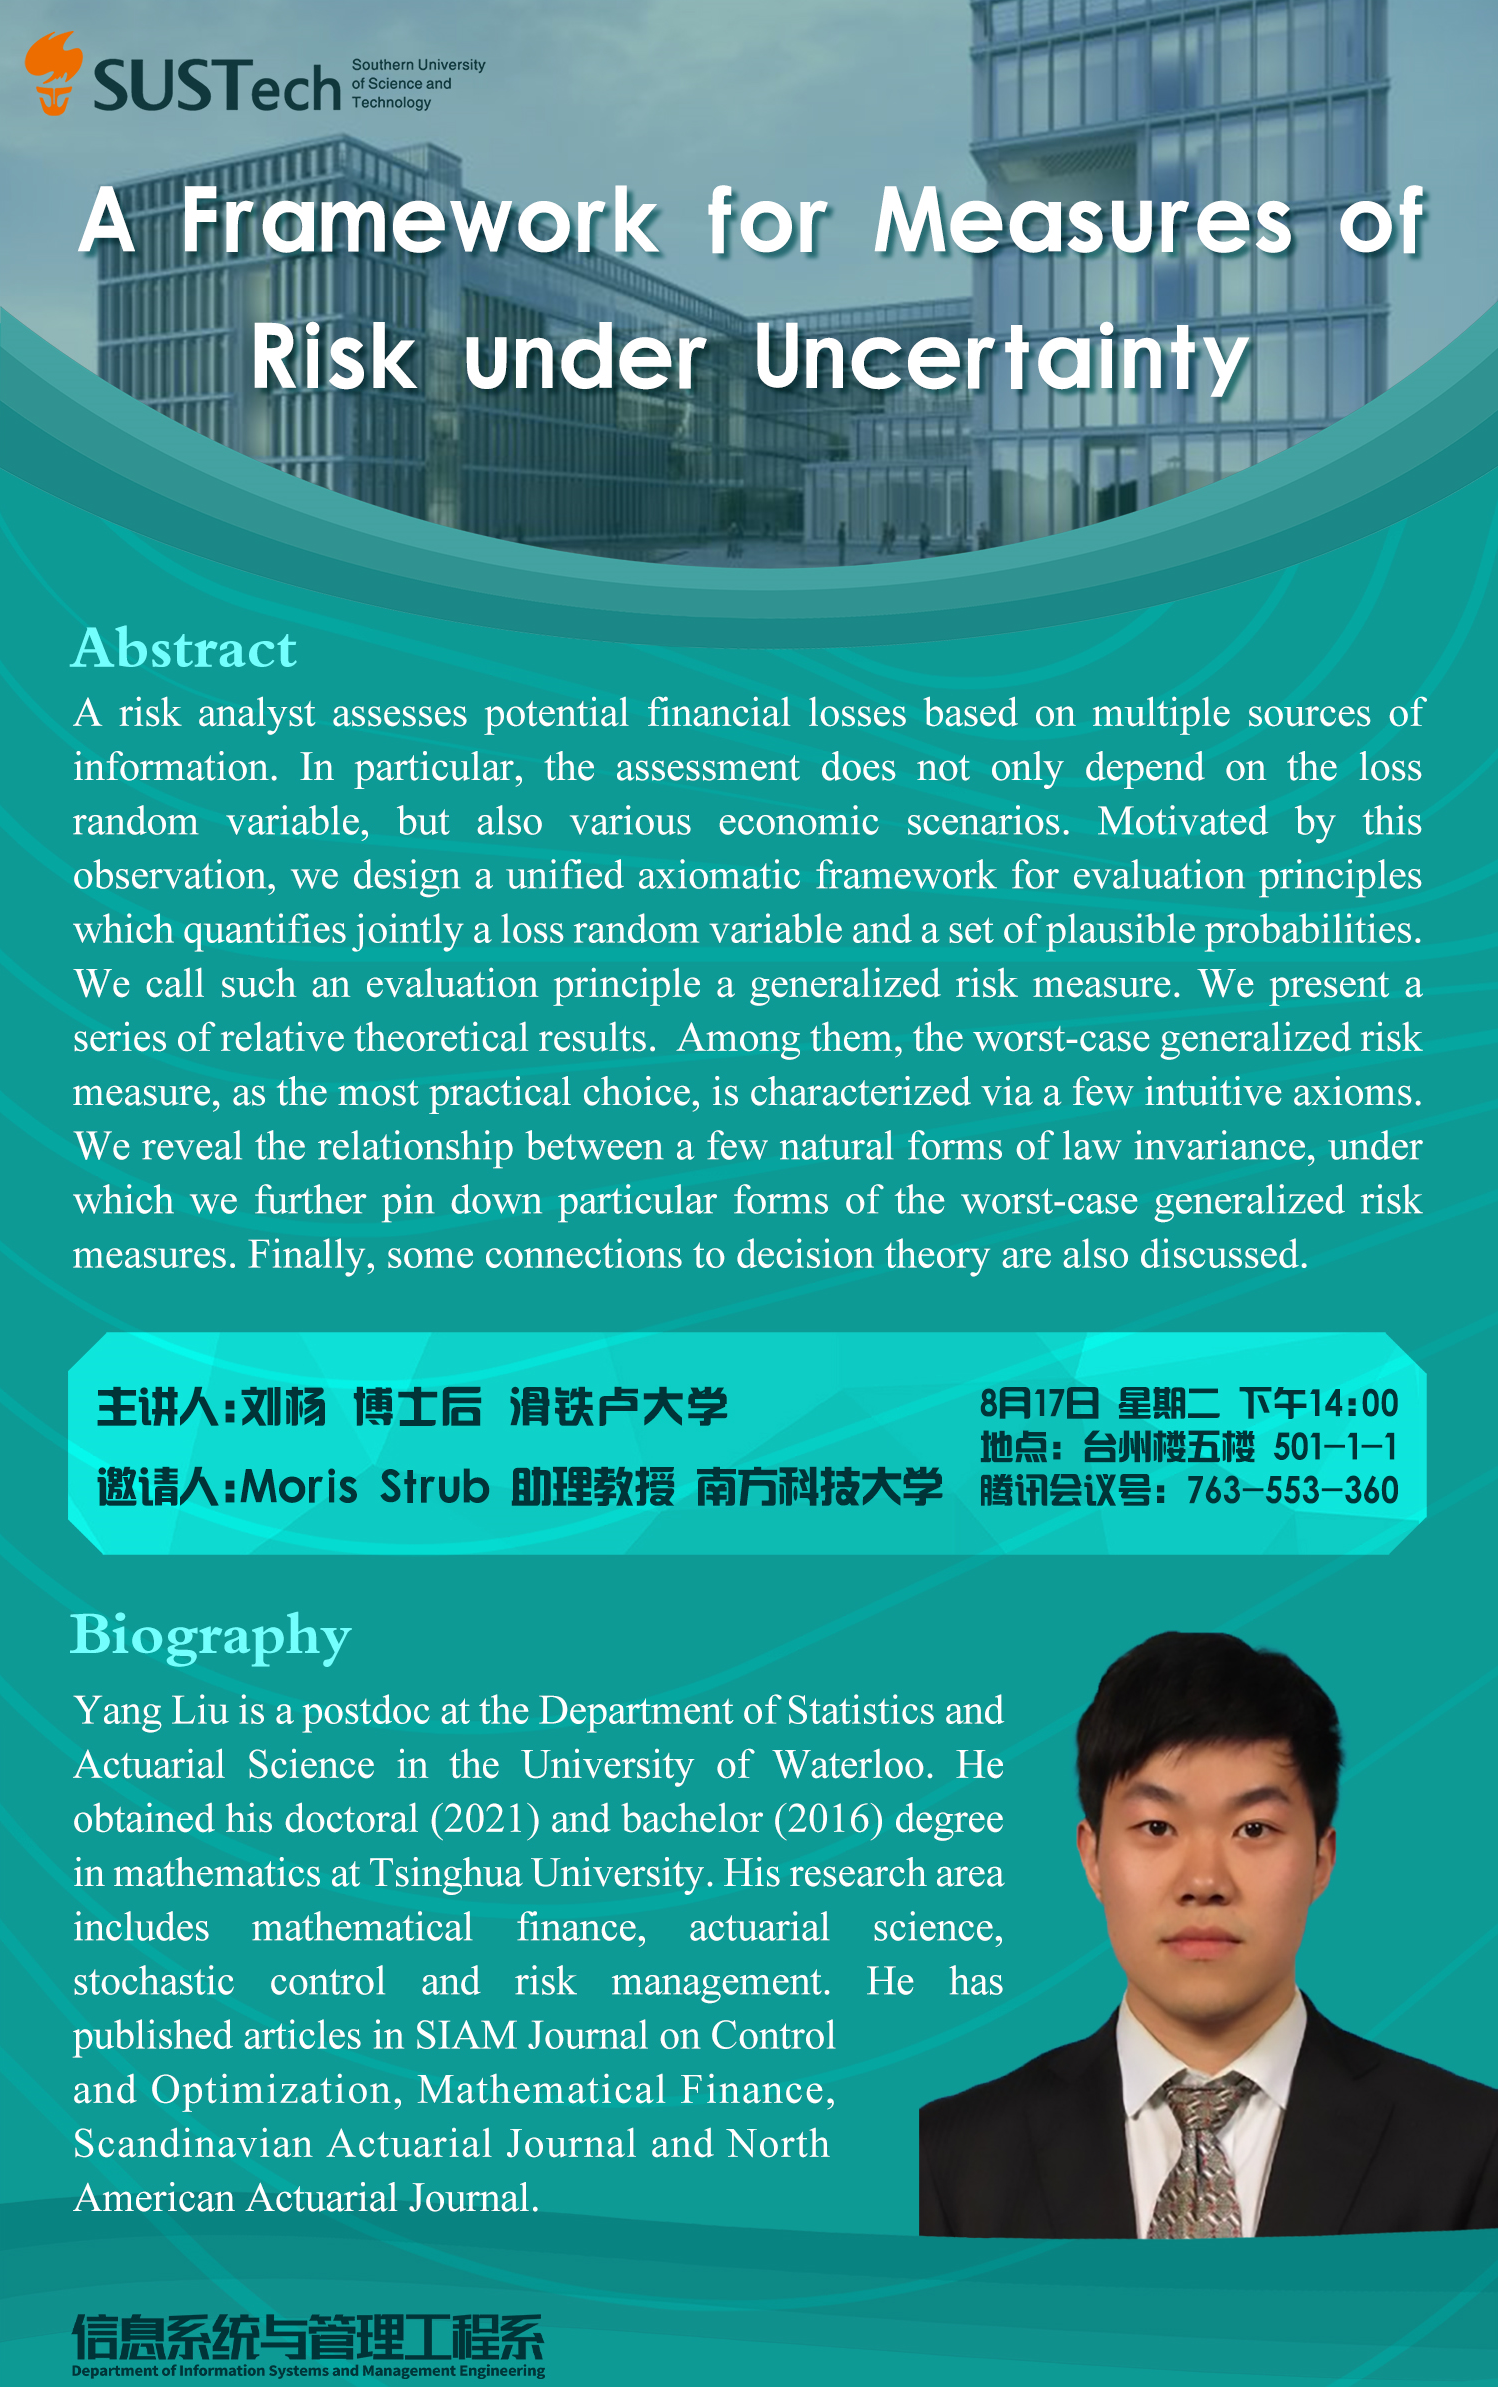 SUSTech
Southern University
of Science and
Technology
A Framework for Measures of
Risk under Uncertainty
Abstract
A risk analyst assesses potential financial losses based on multiple sources of
information. In particular, the assessment does not only depend on the loss
random variable, but also various economic scenarios. Motivated by this
observation, we design a unified axiomatic framework for evaluation principles
which quantifies jointly a loss random variable and a set of plausible probabilities.
We call such an evaluation principle a generalized risk measure. We present a
series of relative theoretical results. Among them, the worst-case generalized risk
measure, as the most practical choice, is characterized via a few intuitive axioms.
We reveal the relationship between a few natural forms of law invariance, under
which we further pin down particular forms of the worst-case generalized risk
measures. Finally, some connections to decision theory are also discussed.
主讲人:刘杨 博士后 滑铁卢大学
邀请人:Moris Strub 助理教授 南方科技大学
8月17日 星期二 下午14:00
地点: 台州楼五楼 501-1-1
腾讯会议号: 763-553-360
Biography
Yang Liu is a postdoc at the Department of Statistics and
Actuarial Science in the University of Waterloo. He
obtained his doctoral (2021) and bachelor (2016) degree
in mathematics at Tsinghua University. His research area
includes mathematical finance, actuarial science,
stochastic control and risk management. He has
published articles in SIAM Journal on Control
and Optimization, Mathematical Finance,
Scandinavian Actuarial Journal and North
American Actuarial Journal.
信息系统与管理工程系
Department of Information Systems and Management Engineering